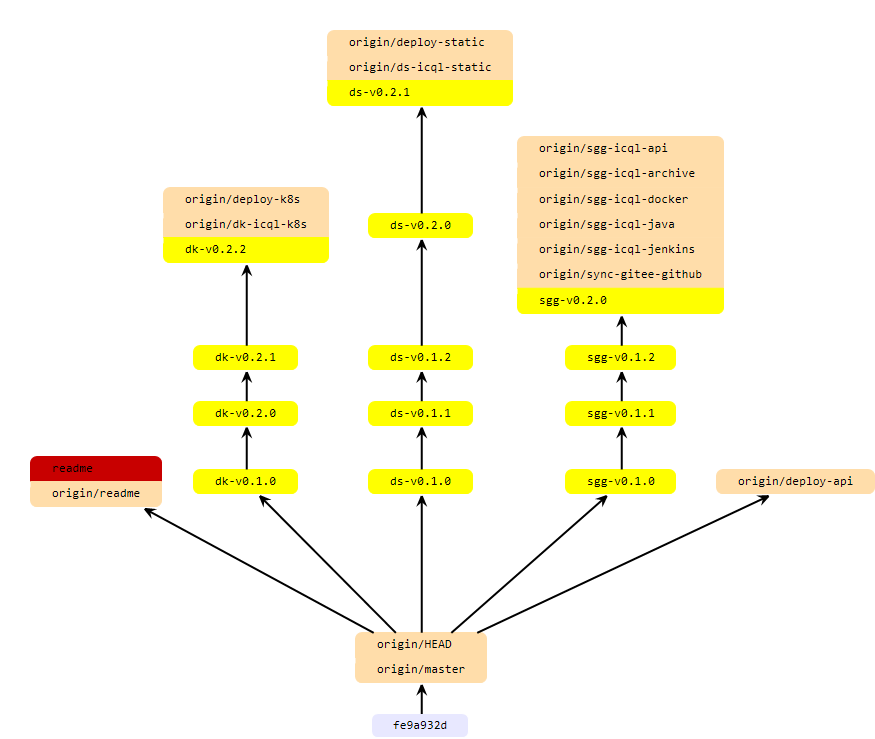 origin/deploy-static
origin/ds-icql-static
ds-v0.2.1
origin/sgg-icql-api
origin/sgg-icql-archive
origin/sgg-icql-docker
origin/sgg-icql-java
origin/sgg-icql-jenkins
origin/sync-gitee-github
sgg-v0.2.0
origin/deploy-k8s
origin/dk-icql-k8s
dk-v0.2.2
ds-v0.2.0
dk-v0.2.1
ds-v0.1.2
sgg-v0.1.2
dk-v0.2.0
ds-v0.1.1
sgg-v0.1.1
readme
origin/readme
dk-v0.1.0
ds-v0.1.0
sgg-v0.1.0
origin/deploy-api
origin/HEAD
origin/master
fe9a932d